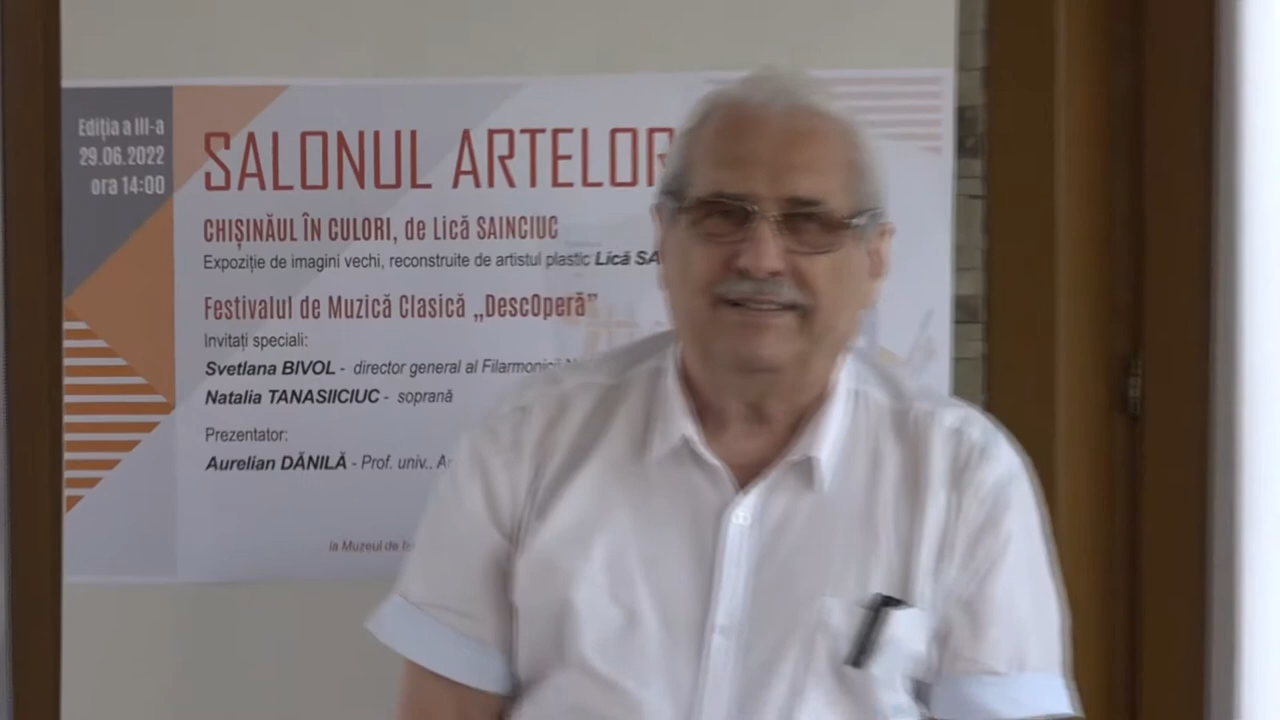 Ediția a III-a
29.06.2022
ora 14:00
SALONUL ARTELOR
CHIȘINĂUL ÎN CULORI, de Lică SAINCIUC
Expoziție de imagini vechi, reconstruite de artistul plastic Lică SA
Festivalul de Muzică Clasică „DescOperă”
Invitați speciali:
Svetlana BIVOL - director general al Filarmonicii
Natalia TANASIICIUC - soprană
Prezentator:
Aurelian DĂNILĂ - Prof. univ..
la Muzeul de